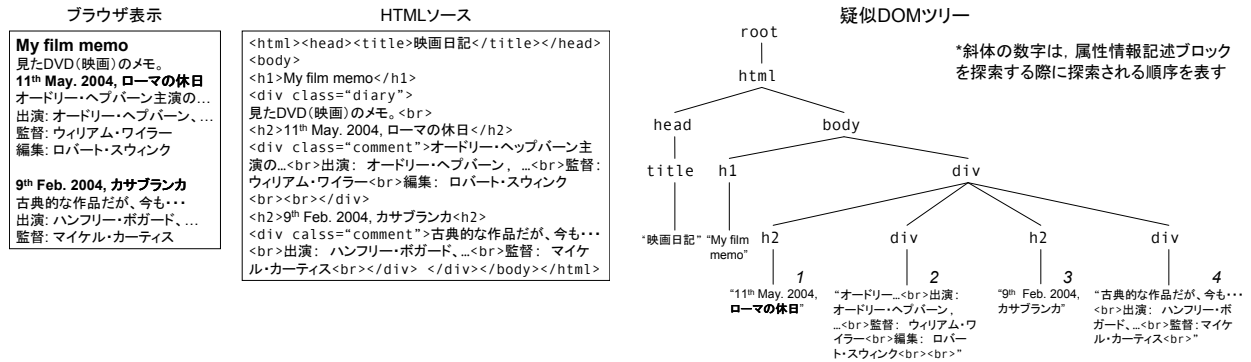 ブラウザ表示
My film memo
見たDVD(映画)のメモ。
11th May. 2004, ローマの休日
オードリー・ヘプバーン主演の…
出演: オードリー・ヘプバーン、…
監督: ウィリアム・ワイラー
編集: ロバート・スウィンク
9th Feb. 2004, カサブランカ
古典的な作品だが、今も・・・
出演: ハンフリー・ボガード、…
監督: マイケル・カーティス
HTMLソース
<html><head><title>映画日記</title></head>
<body>
<h1>My film memo</h1>
<div class="diary">
見たDVD(映画)のメモ。<br>
<h2>11th May. 2004, ローマの休日</h2>
<div class="comment">オードリー・ヘップバーン主
演の…<br>出演: オードリー・ヘプバーン, …<br>監督:
ウィリアム・ワイラー<br>編集: ロバート・スウィンク
<br><br></div>
<h2>9th Feb. 2004, カサブランカ<h2>
<div calss="comment">古典的な作品だが、今も・・・
<br>出演: ハンフリー・ボガード、…<br>監督: マイケ
ル・カーティス<br></div> </div></body></html>
疑似DOMツリー
*斜体の数字は, 属性情報記述ブロック
を探索する際に探索される順序を表す
root
html
head body
title h1 div
"映画日記" "My film
memo"
h2 div h2 div
1 2 3 4
"11th May. 2004,
ローマの休日"
"オードリー…<br>出演:
オードリー・ヘプバーン,
…<br>監督: ウィリアム・ワ
イラー<br>編集: ロバー
ト・スウィンク<br><br>"
"9th Feb. 2004,
カサブランカ"
"古典的な作品だが、今も・・・
<br>出演: ハンフリー・ボ
ガード、…<br>監督:マイケ
ル・カーティス<br>"